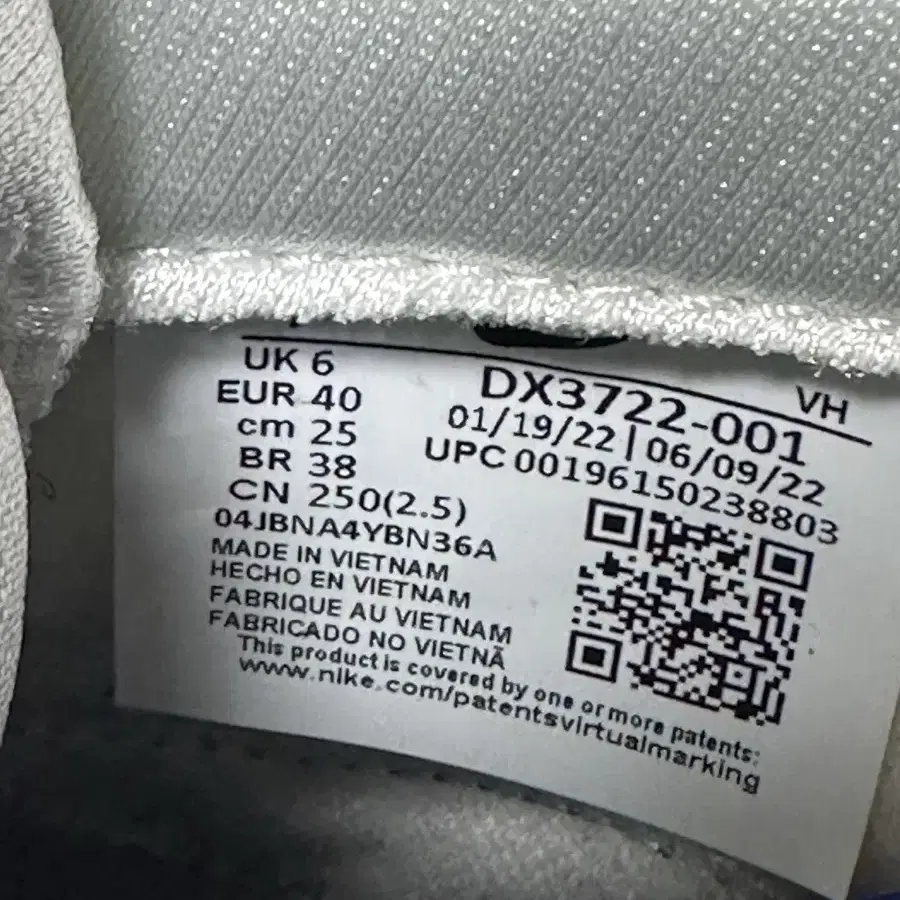 UK 6
EUR 40
cm 25
BR 38
CN 250(2.5)
04JBNA4YBN36A
VH
DX3722-001
01/19/22 | 06/09/22
UPC 00196150238803
MADE IN VIETNAM
HECHO EN VIETNAM
FABRIQUE AU VIETNAM
FABRICADO NO VIETNÃ
This product is covered by one or more patents:
www.nike.com/patentsvirtualmarking